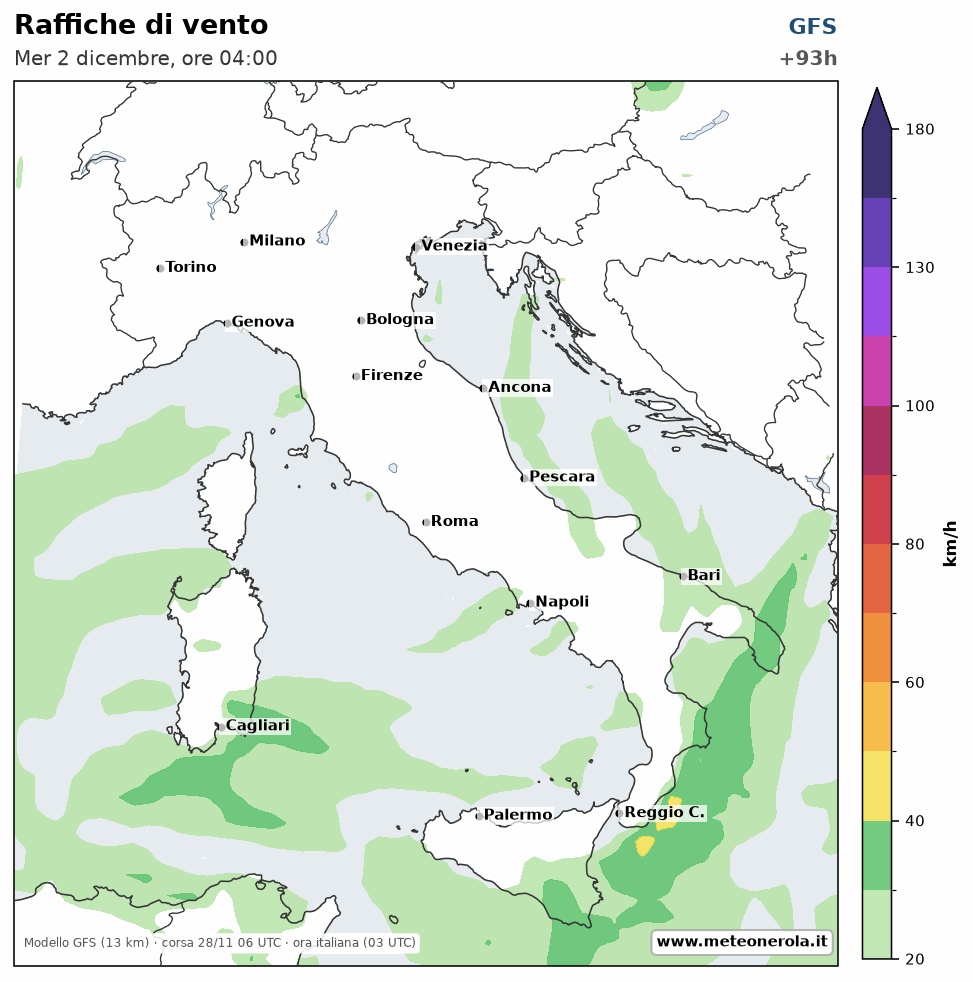 Raffiche di vento
GFS
Mer 2 dicembre, ore 04:00
+93h
180
130
100
80
60
40
20
km/h
Milano
Venezia
Torino
Genova
Bologna
Firenze
Ancona
Pescara
Roma
Bari
Napoli
Cagliari
Palermo
Reggio C.
Modello GFS (13 km) · corsa 28/11 06 UTC · ora italiana (03 UTC)
www.meteonerola.it